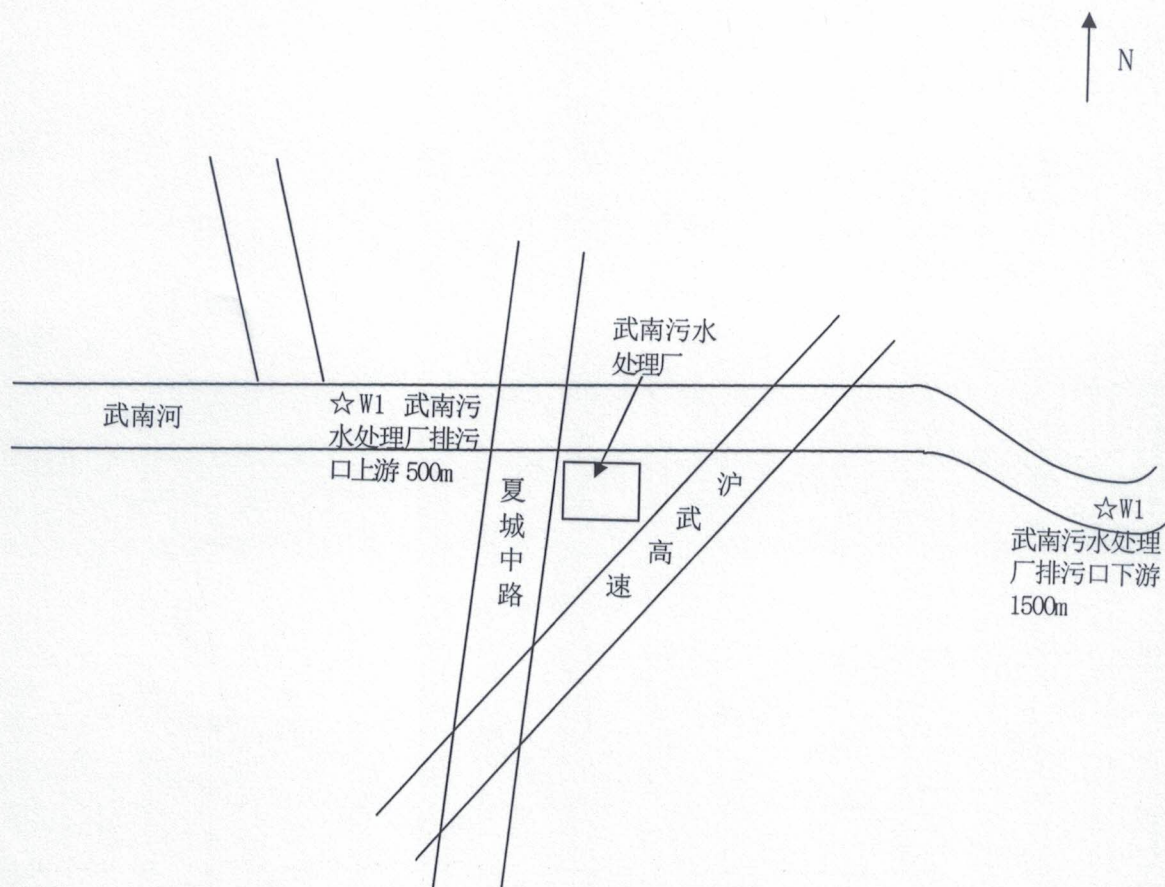 N
武南污水
处理厂
武南河
☆W1 武南污
水处理厂排污
口上游 500m
夏城中路
沪武高速
☆W1
武南污水处理
厂排污口下游
1500m